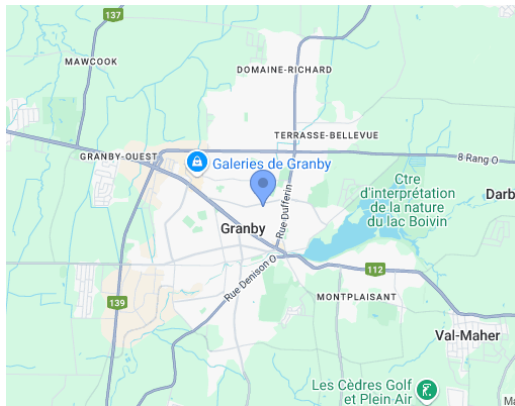 137
MAWCOOK
DOMAINE-RICHARD
TERRASSE-BELLEVUE
GRANBY-OUEST
Galeries de Granby
8 Rang O
Ctre
d'interprétation
de la nature
du lac Boivin
Darb
Rue Dufferin
Granby
Rue Denison O
112
139
MONTPLAISANT
Val-Maher
Les Cèdres Golf
et Plein Air
Ma